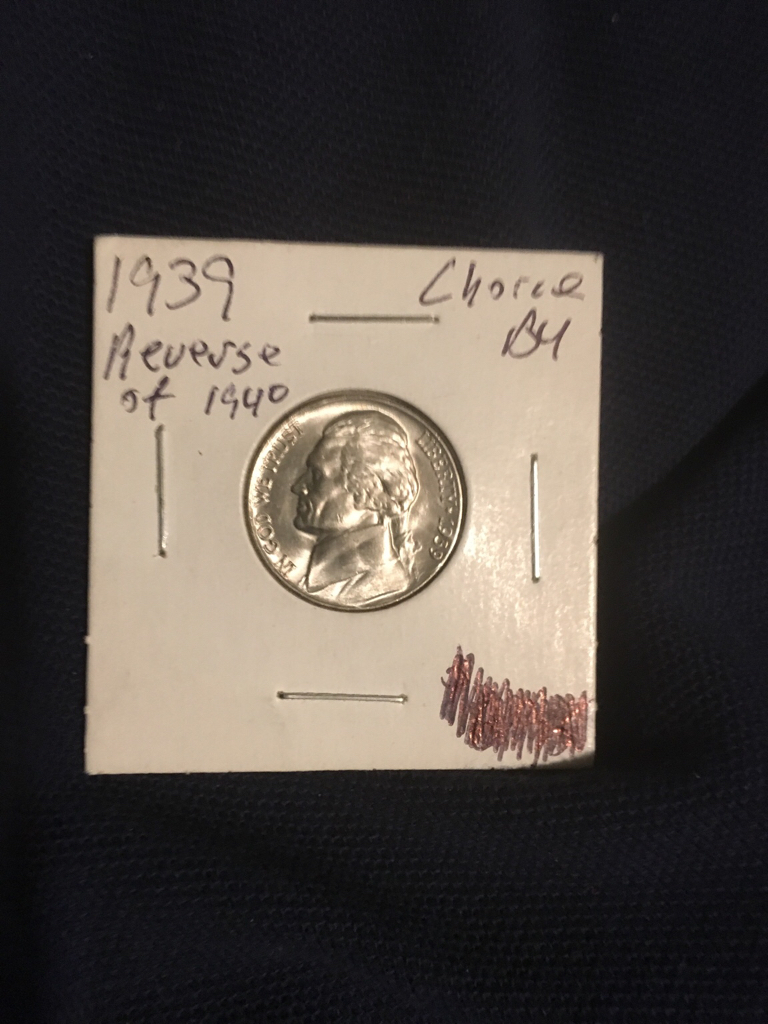 1939
Choice
BU
Reverse
of 1940
IN GOD WE TRUST
LIBERTY * 1939